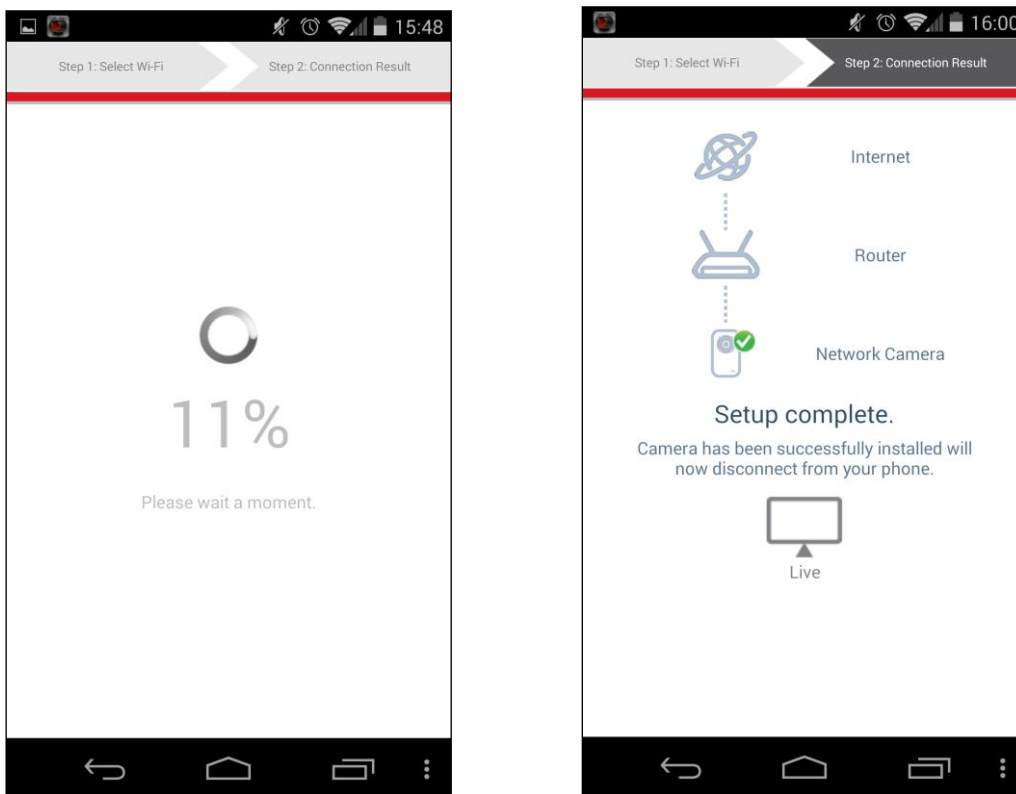 15:48
Step 1: Select Wi-Fi
Step 2: Connection Result
11%
Please wait a moment.
16:00
Step 1: Select Wi-Fi
Step 2: Connection Result
Internet
Router
Network Camera
Setup complete.
Camera has been successfully installed will
now disconnect from your phone.
Live